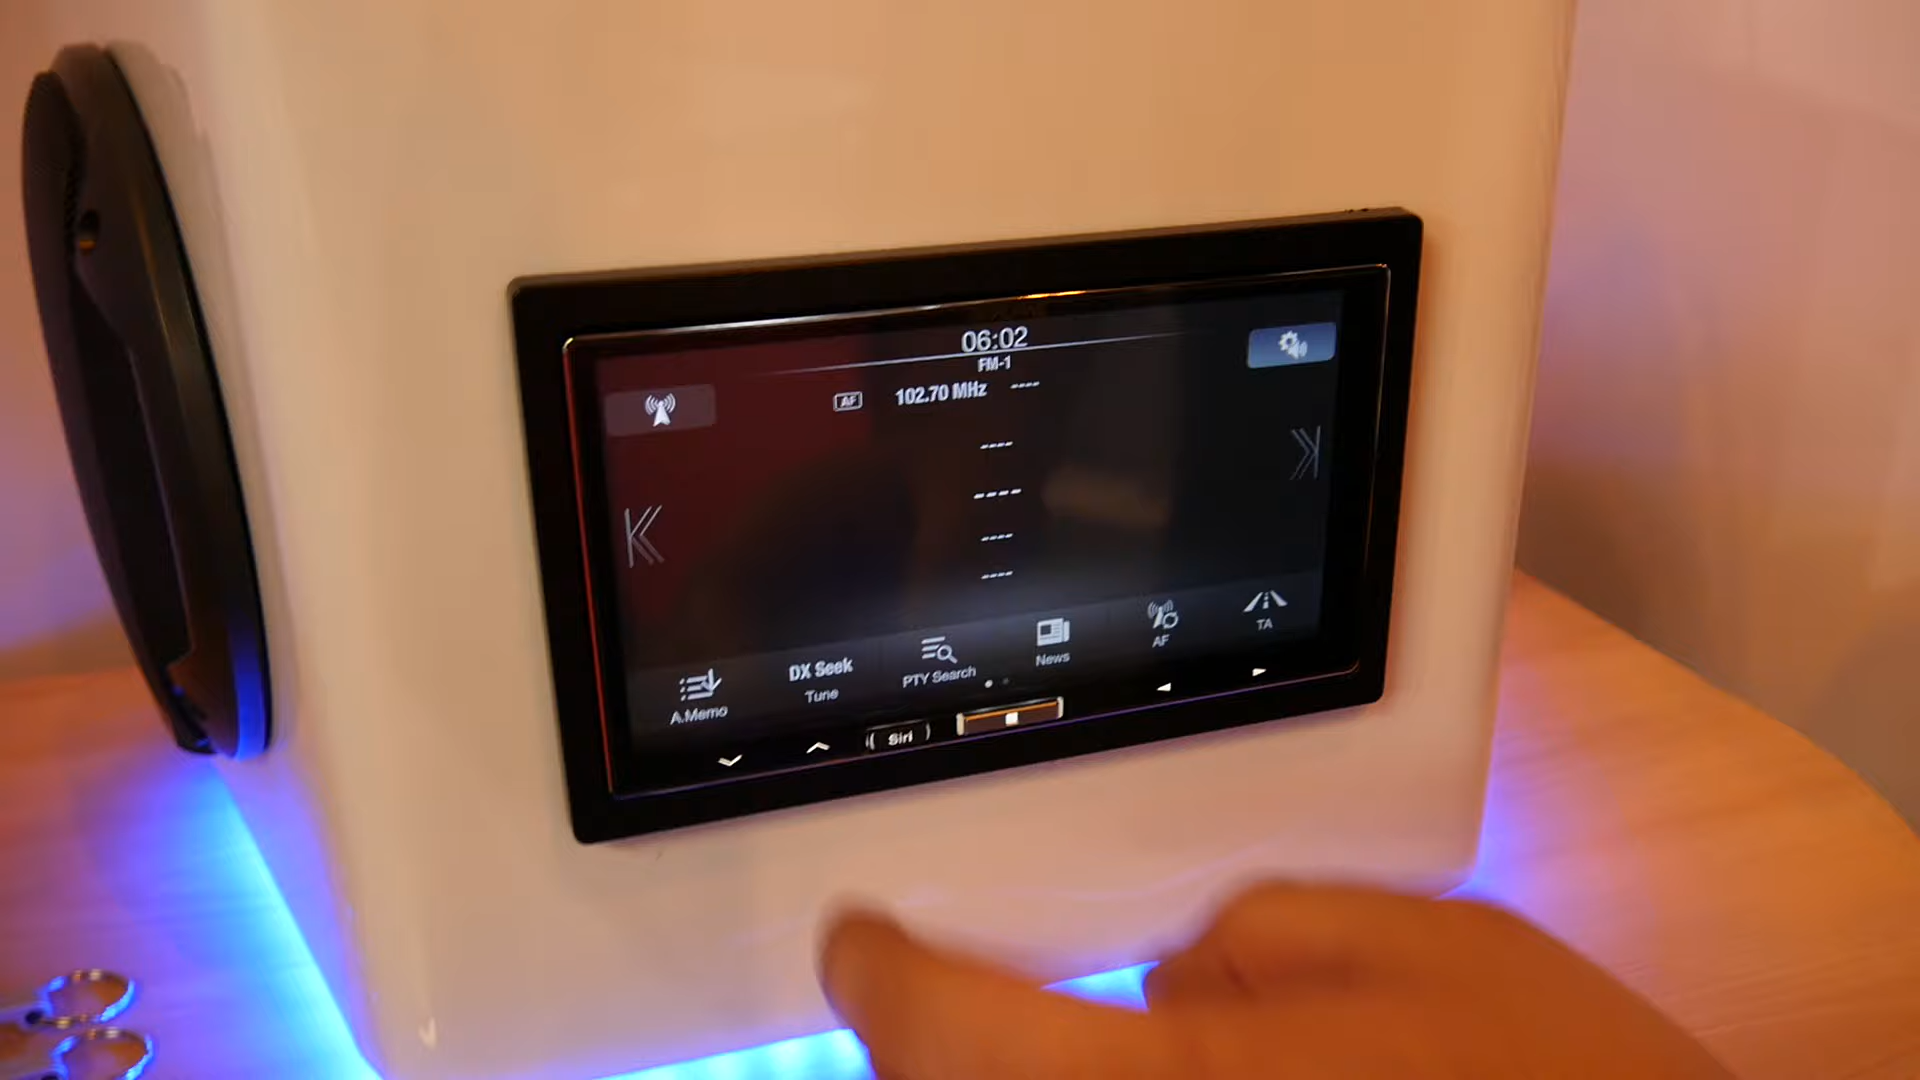 06:02
FM-1
AF 102.70 MHz ----
----
----
----
----
A.Memo
DX Seek
Tune
PTY Search
News
AF
TA
Siri